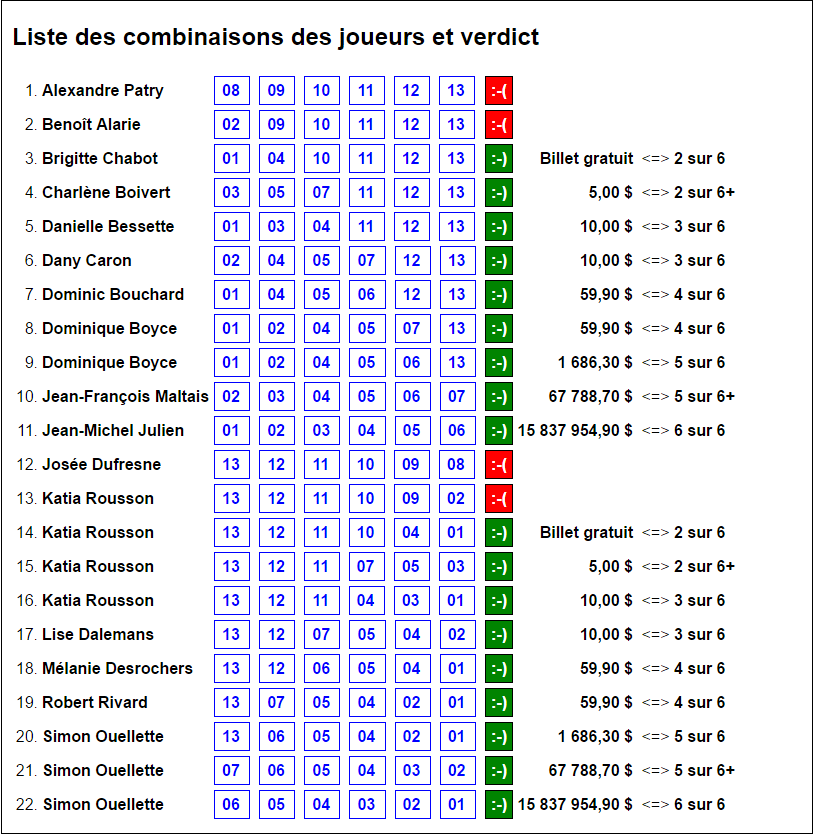 Liste des combinaisons des joueurs et verdict
1. Alexandre Patry 08 09 10 11 12 13 :-(
2. Benoît Alarie 02 09 10 11 12 13 :-(
3. Brigitte Chabot 01 04 10 11 12 13 :-) Billet gratuit <=> 2 sur 6
4. Charlène Boivert 03 05 07 11 12 13 :-) 5,00 $ <=> 2 sur 6+
5. Danielle Bessette 01 03 04 11 12 13 :-) 10,00 $ <=> 3 sur 6
6. Dany Caron 02 04 05 07 12 13 :-) 10,00 $ <=> 3 sur 6
7. Dominic Bouchard 01 04 05 06 12 13 :-) 59,90 $ <=> 4 sur 6
8. Dominique Boyce 01 02 04 05 07 13 :-) 59,90 $ <=> 4 sur 6
9. Dominique Boyce 01 02 04 05 06 13 :-) 1 686,30 $ <=> 5 sur 6
10. Jean-François Maltais 02 03 04 05 06 07 :-) 67 788,70 $ <=> 5 sur 6+
11. Jean-Michel Julien 01 02 03 04 05 06 :-) 15 837 954,90 $ <=> 6 sur 6
12. Josée Dufresne 13 12 11 10 09 08 :-(
13. Katia Rousson 13 12 11 10 09 02 :-(
14. Katia Rousson 13 12 11 10 04 01 :-) Billet gratuit <=> 2 sur 6
15. Katia Rousson 13 12 11 07 05 03 :-) 5,00 $ <=> 2 sur 6+
16. Katia Rousson 13 12 11 04 03 01 :-) 10,00 $ <=> 3 sur 6
17. Lise Dalemans 13 12 07 05 04 02 :-) 10,00 $ <=> 3 sur 6
18. Mélanie Desrochers 13 12 06 05 04 01 :-) 59,90 $ <=> 4 sur 6
19. Robert Rivard 13 07 05 04 02 01 :-) 59,90 $ <=> 4 sur 6
20. Simon Ouellette 13 06 05 04 02 01 :-) 1 686,30 $ <=> 5 sur 6
21. Simon Ouellette 07 06 05 04 03 02 :-) 67 788,70 $ <=> 5 sur 6+
22. Simon Ouellette 06 05 04 03 02 01 :-) 15 837 954,90 $ <=> 6 sur 6